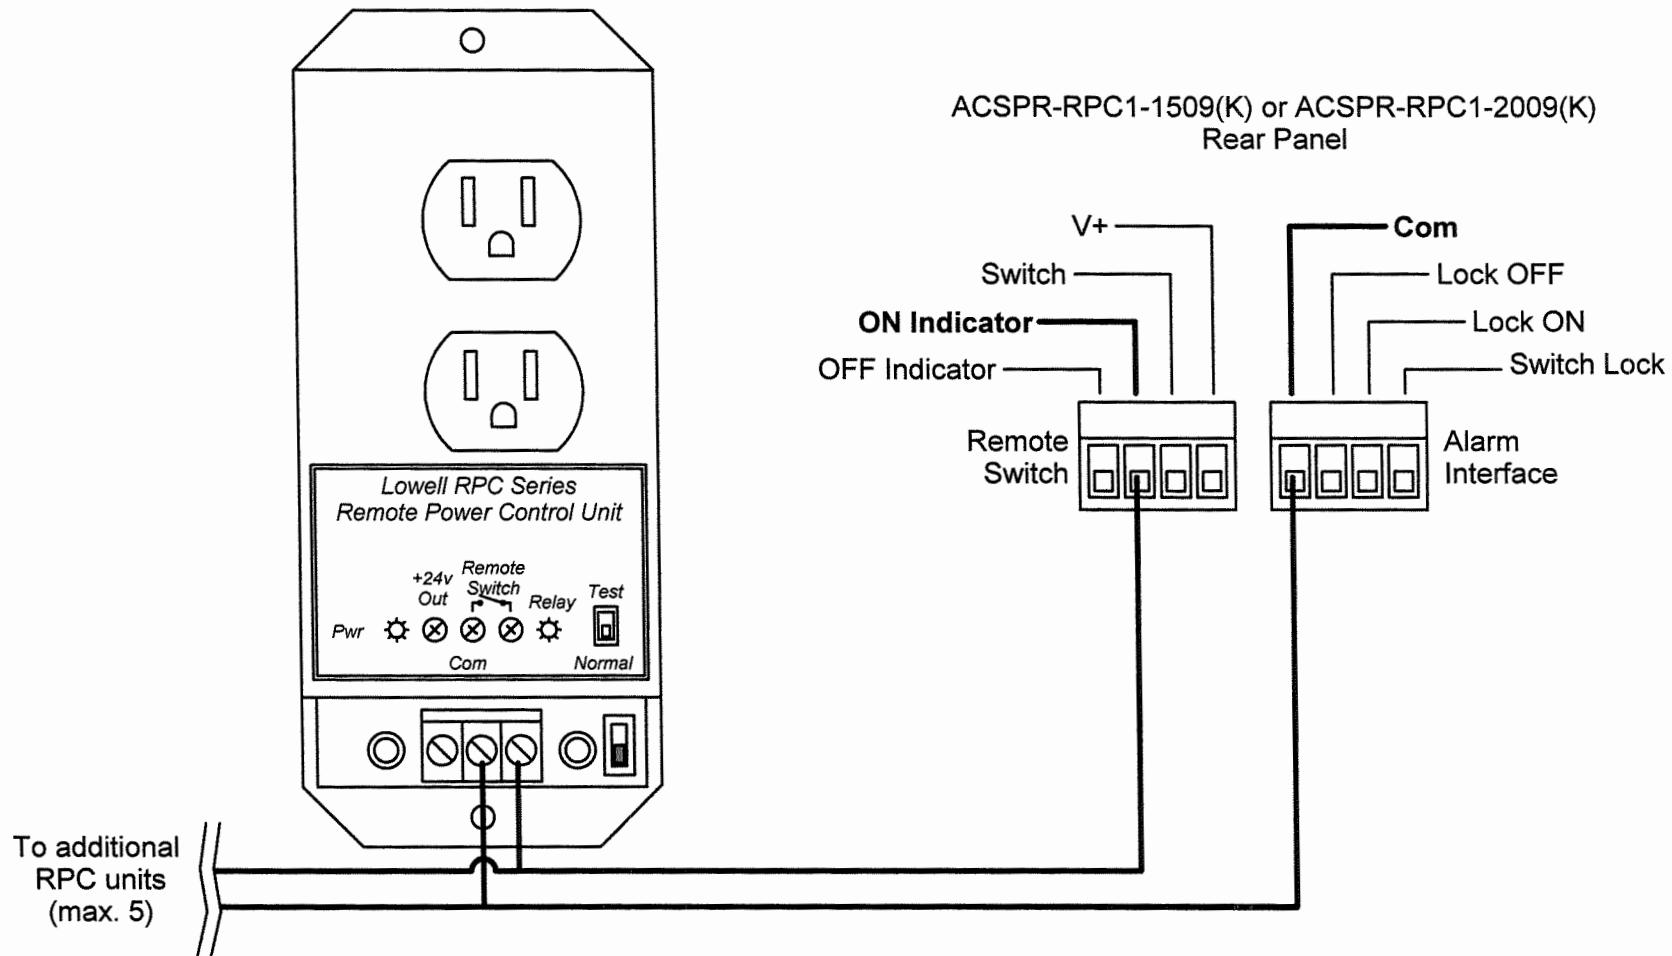 ACSPR-RPC1-1509(K) or ACSPR-RPC1-2009(K)
Rear Panel
V+
Com
Switch
Lock OFF
ON Indicator
Lock ON
OFF Indicator
Switch Lock
Remote
Switch
Alarm
Interface
Lowell RPC Series
Remote Power Control Unit
+24v
Out
Remote
Switch
Relay
Test
Pwr
Com
Normal
To additional
RPC units
(max. 5)